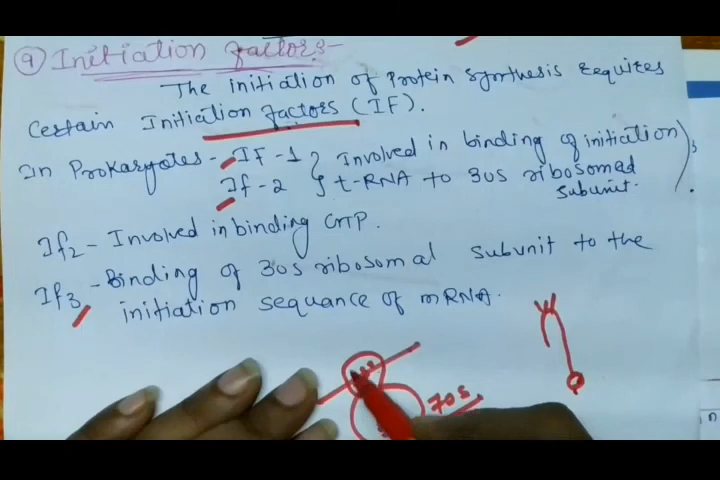 9 Initiation factors-
The initiation of protein synthesis requires
Certain Initiation factors (IF).
In Prokaryotes - IF-1 } Involved in binding of initiation
If-2 } t-RNA to 30s ribosomal
subunit.
If2 - Involved in binding GTP.
If3 - Binding of 30s ribosomal subunit to the
initiation sequance of mRNA.
70s